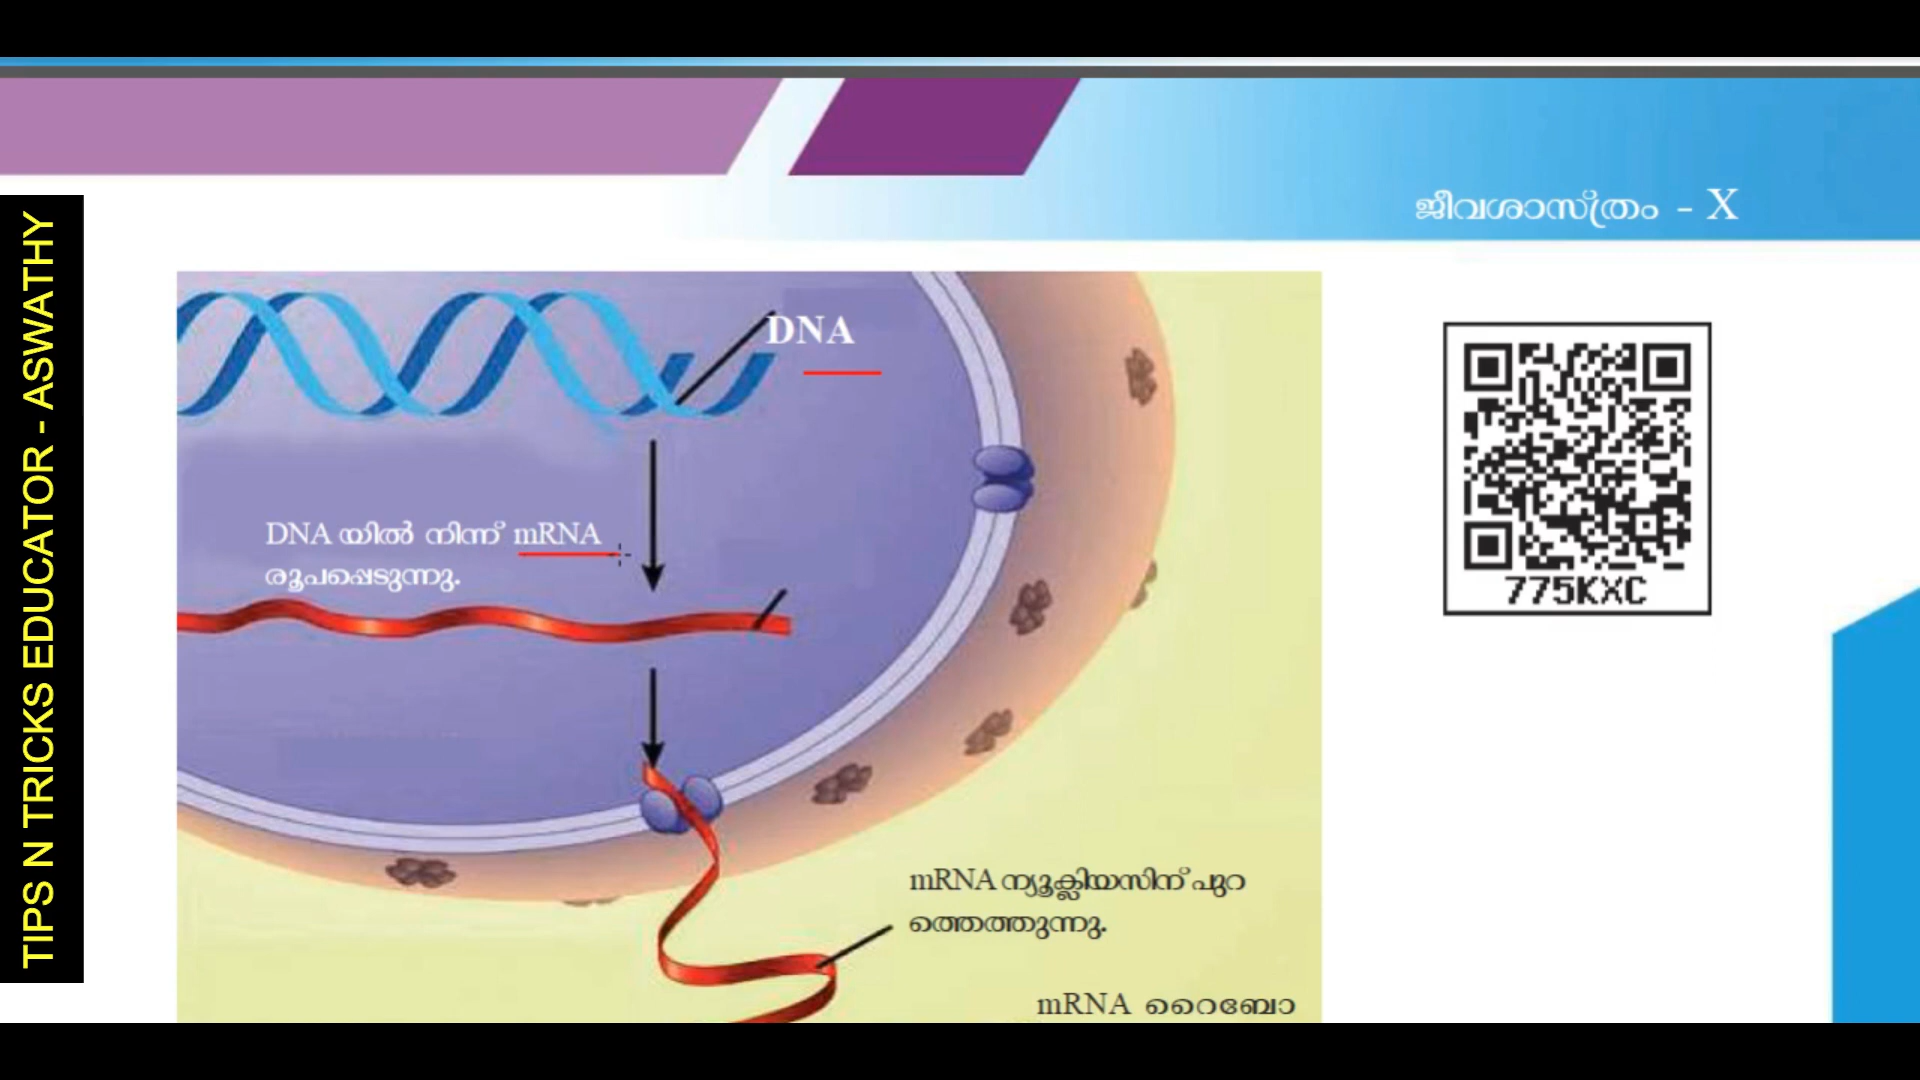 ജീവശാസ്ത്രം - X
TIPS N TRICKS EDUCATOR - ASWATHY
DNA
775KXC
DNA യിൽ നിന്ന് mRNA
രൂപപ്പെടുന്നു.
mRNA ന്യൂക്ലിയസിന് പുറ
ത്തെത്തുന്നു.
mRNA റൈബോ